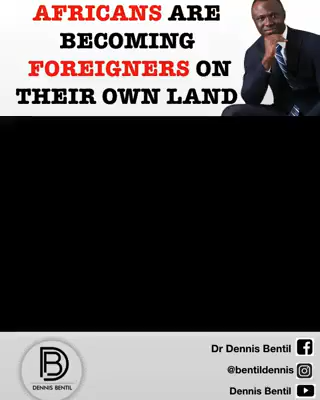 AFRICANS ARE
BECOMING
FOREIGNERS ON
THEIR OWN LAND
Dr Dennis Bentil
@bentildennis
Dennis Bentil
DB
DENNIS BENTIL